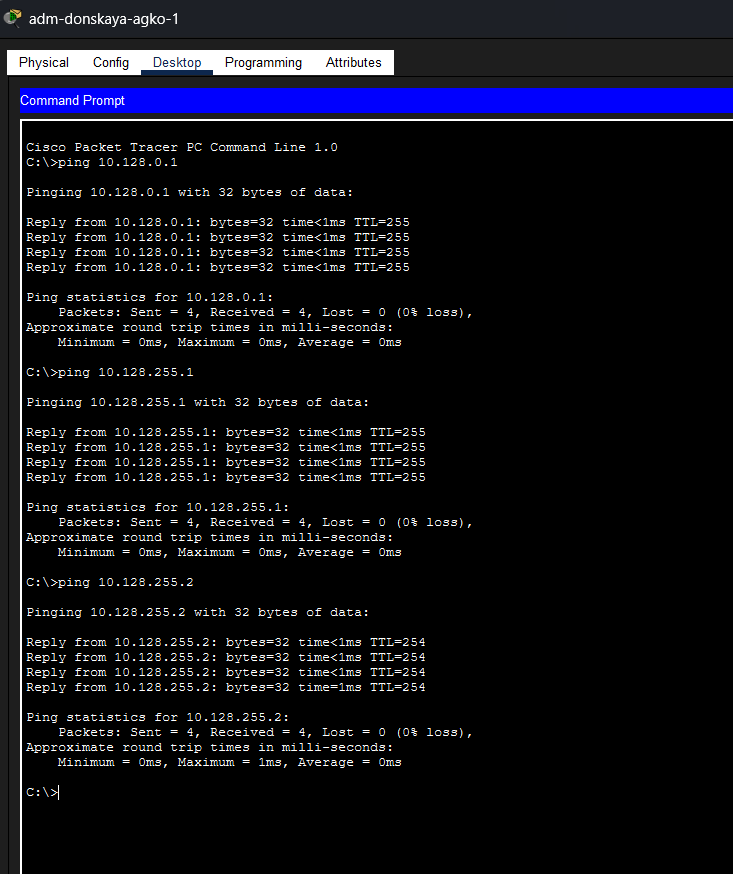 adm-donskaya-agko-1
Physical Config Desktop Programming Attributes
Command Prompt
Cisco Packet Tracer PC Command Line 1.0
C:\>ping 10.128.0.1
Pinging 10.128.0.1 with 32 bytes of data:
Reply from 10.128.0.1: bytes=32 time<1ms TTL=255
Reply from 10.128.0.1: bytes=32 time<1ms TTL=255
Reply from 10.128.0.1: bytes=32 time<1ms TTL=255
Reply from 10.128.0.1: bytes=32 time<1ms TTL=255
Ping statistics for 10.128.0.1:
Packets: Sent = 4, Received = 4, Lost = 0 (0% loss),
Approximate round trip times in milli-seconds:
Minimum = 0ms, Maximum = 0ms, Average = 0ms
C:\>ping 10.128.255.1
Pinging 10.128.255.1 with 32 bytes of data:
Reply from 10.128.255.1: bytes=32 time<1ms TTL=255
Reply from 10.128.255.1: bytes=32 time<1ms TTL=255
Reply from 10.128.255.1: bytes=32 time<1ms TTL=255
Reply from 10.128.255.1: bytes=32 time<1ms TTL=255
Ping statistics for 10.128.255.1:
Packets: Sent = 4, Received = 4, Lost = 0 (0% loss),
Approximate round trip times in milli-seconds:
Minimum = 0ms, Maximum = 0ms, Average = 0ms
C:\>ping 10.128.255.2
Pinging 10.128.255.2 with 32 bytes of data:
Reply from 10.128.255.2: bytes=32 time<1ms TTL=254
Reply from 10.128.255.2: bytes=32 time<1ms TTL=254
Reply from 10.128.255.2: bytes=32 time<1ms TTL=254
Reply from 10.128.255.2: bytes=32 time=1ms TTL=254
Ping statistics for 10.128.255.2:
Packets: Sent = 4, Received = 4, Lost = 0 (0% loss),
Approximate round trip times in milli-seconds:
Minimum = 0ms, Maximum = 1ms, Average = 0ms
C:\>